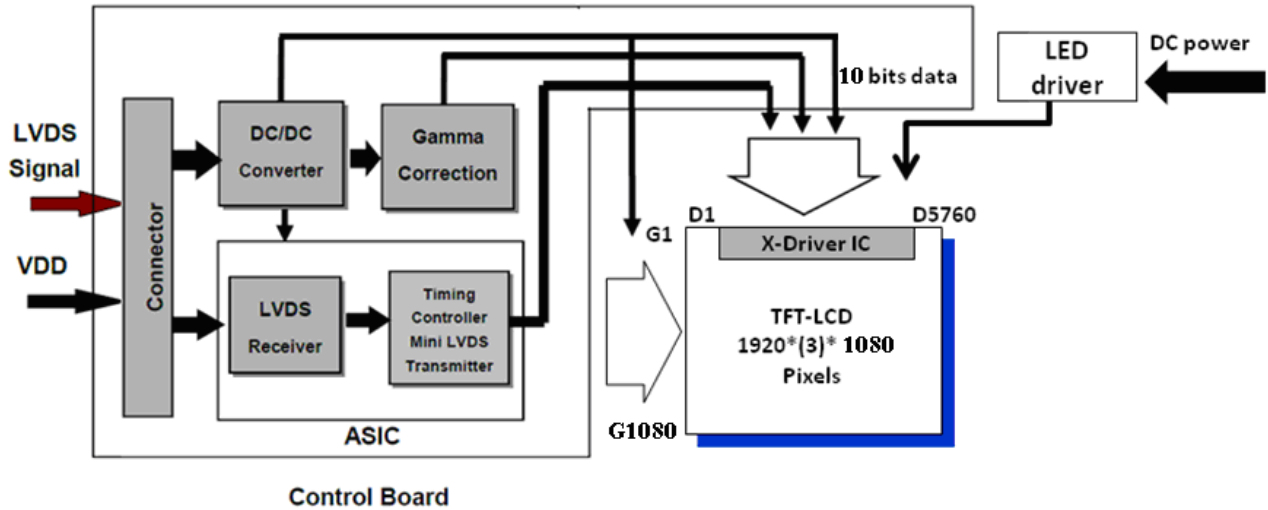 LVDS
Signal
VDD
Connector
DC/DC
Converter
Gamma
Correction
LVDS
Receiver
Timing
Controller
Mini LVDS
Transmitter
ASIC
Control Board
10 bits data
LED
driver
DC power
D1
D5760
G1
X-Driver IC
TFT-LCD
1920*(3)* 1080
Pixels
G1080